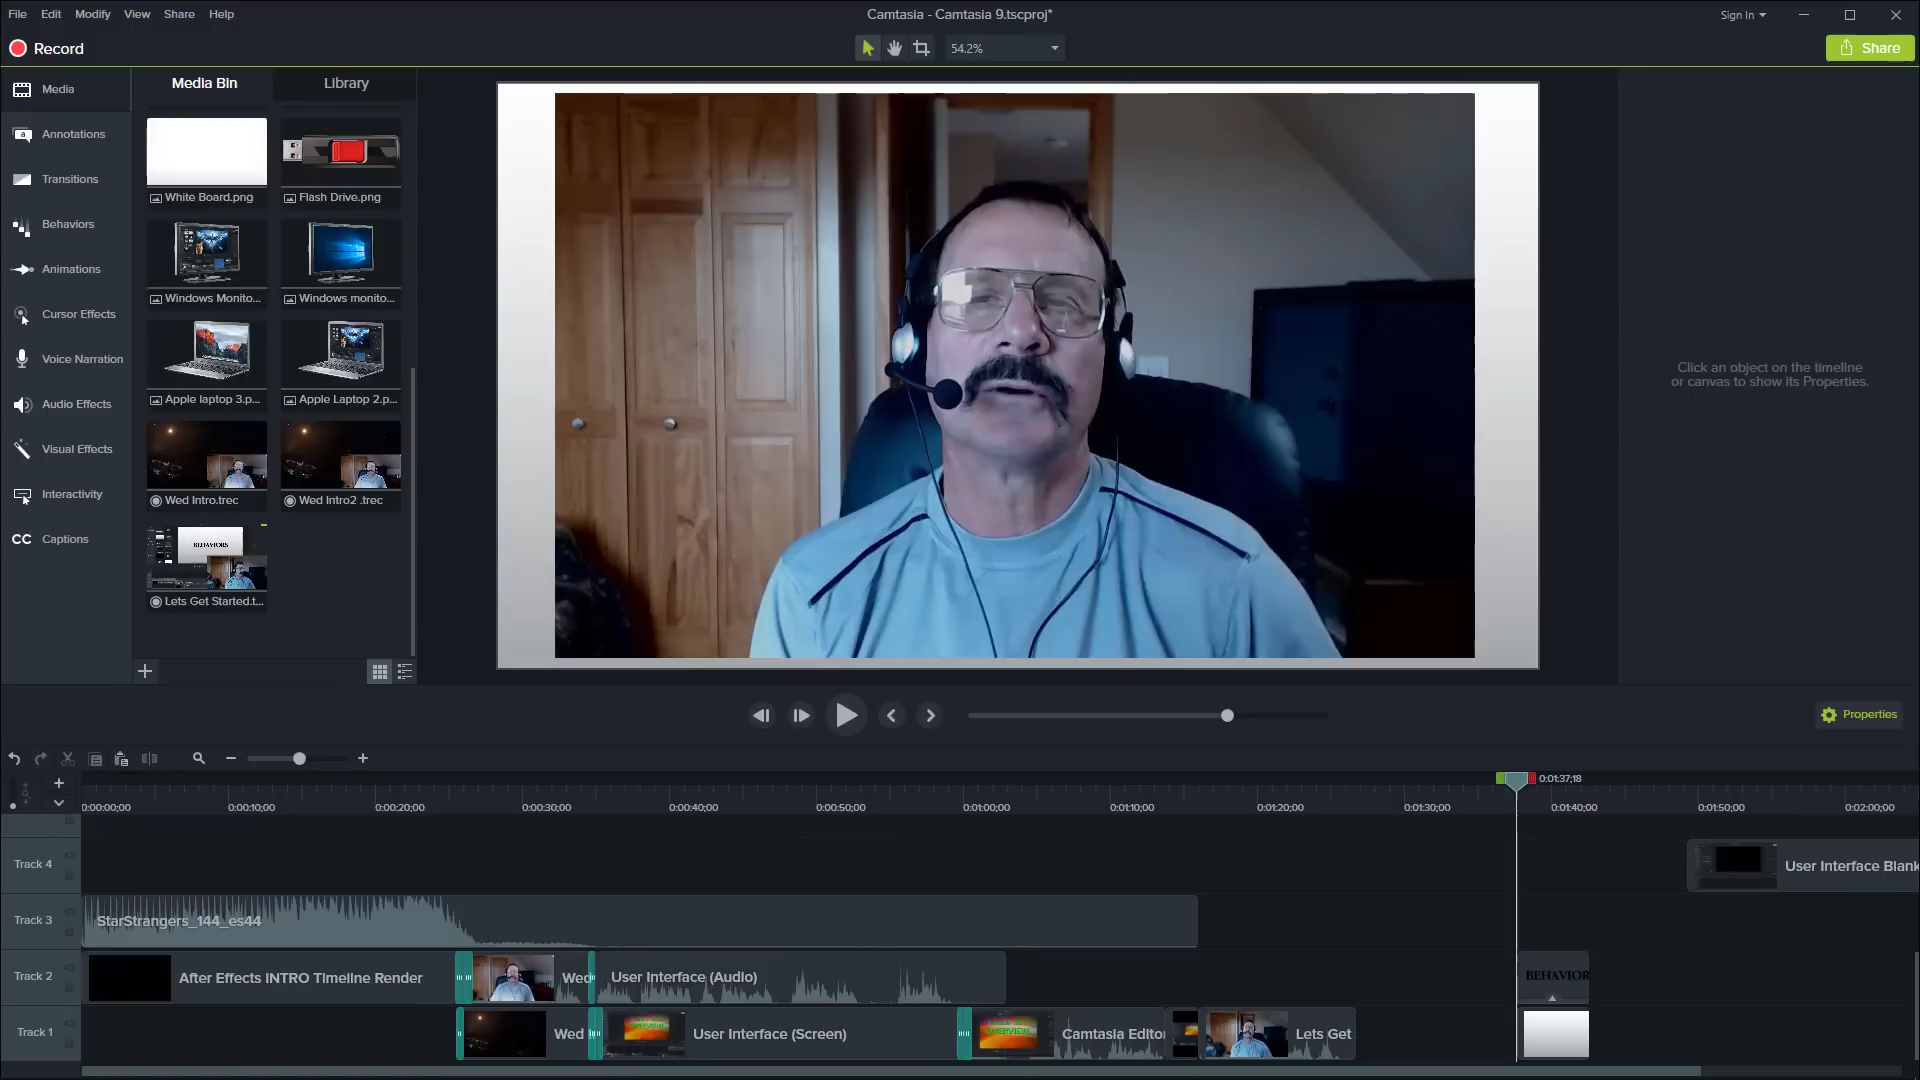 File Edit Modify View Share Help
Camtasia - Camtasia 9.tscproj*
Sign In
Record
54.2%
Share
Media
Annotations
Transitions
Behaviors
Animations
Cursor Effects
Voice Narration
Audio Effects
Visual Effects
Interactivity
CC Captions
Media Bin
Library
White Board.png
Flash Drive.png
Windows Monito...
Windows monito...
Apple laptop 3.p...
Apple Laptop 2.p...
Wed Intro.trec
Wed Intro2 .trec
BEHAVIORS
Lets Get Started.t...
Click an object on the timeline
or canvas to show its Properties.
Properties
0:01:37;18
0:00:00;00 0:00:10;00 0:00:20;00 0:00:30;00 0:00:40;00 0:00:50;00 0:01:00;00 0:01:10;00 0:01:20;00 0:01:30;00 0:01:40;00 0:01:50;00 0:02:00;00
Track 4
User Interface Blank
Track 3
StarStrangers_144_es44
Track 2
After Effects INTRO Timeline Render
Wed
User Interface (Audio)
BEHAVIOR
Track 1
Wed
OVERVIEW
User Interface (Screen)
OVERVIEW
Camtasia Editor
Lets Get